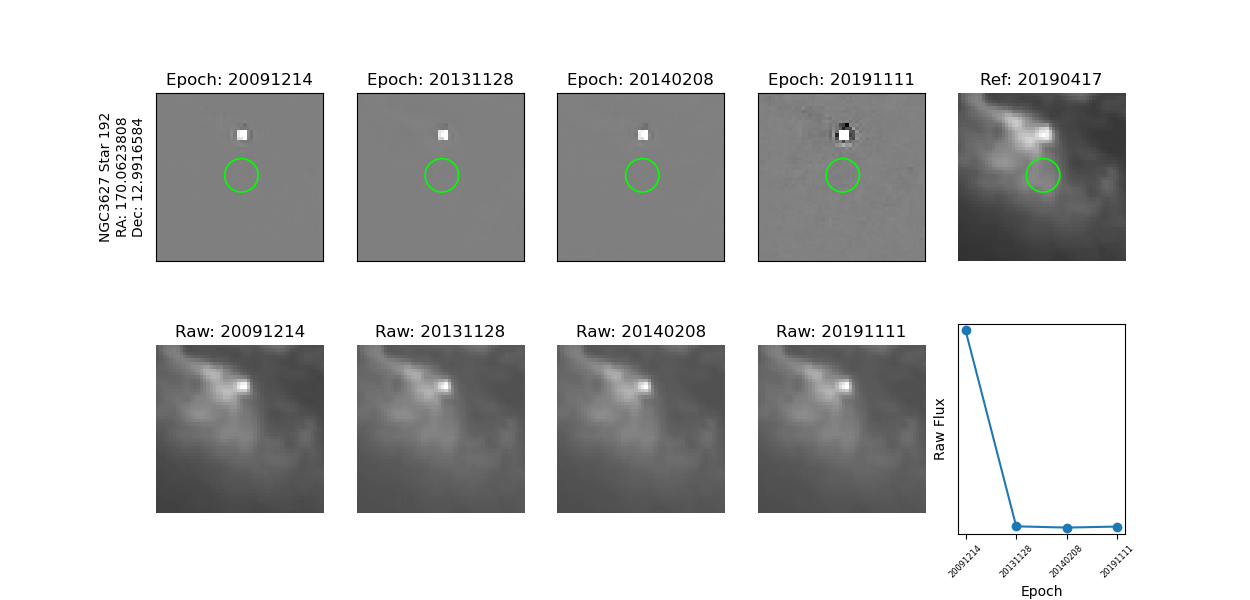 NGC3627 Star 192
RA: 170.0623808
Dec: 12.9916584
Epoch: 20091214
Epoch: 20131128
Epoch: 20140208
Epoch: 20191111
Ref: 20190417
Raw: 20091214
Raw: 20131128
Raw: 20140208
Raw: 20191111
Raw Flux
20091214
20131128
20140208
20191111
Epoch